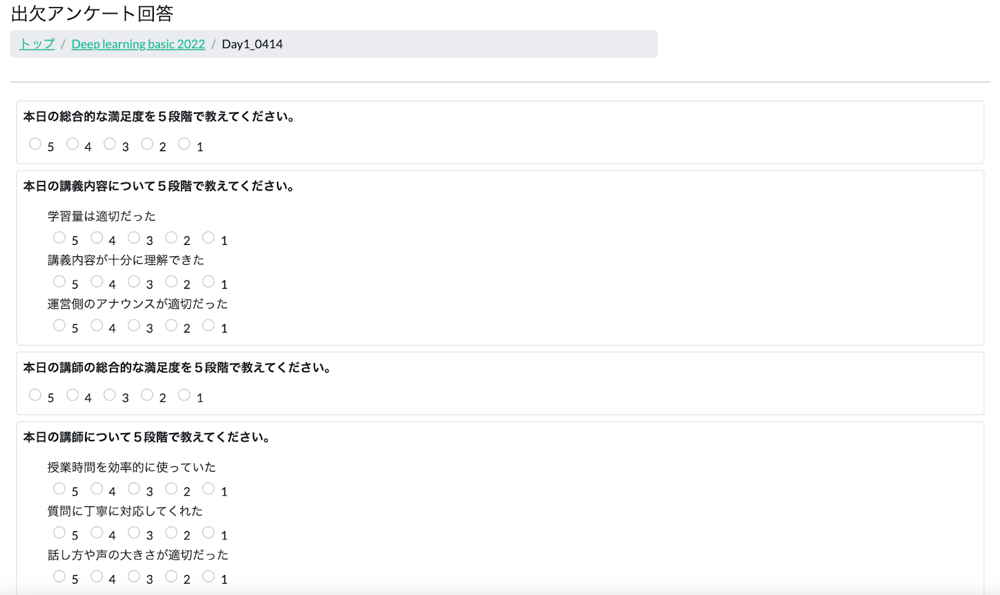 出欠アンケート回答
トップ / Deep learning basic 2022 / Day1_0414
本日の総合的な満足度を５段階で教えてください。
5 4 3 2 1
本日の講義内容について５段階で教えてください。
学習量は適切だった
5 4 3 2 1
講義内容が十分に理解できた
5 4 3 2 1
運営側のアナウンスが適切だった
5 4 3 2 1
本日の講師の総合的な満足度を５段階で教えてください。
5 4 3 2 1
本日の講師について５段階で教えてください。
授業時間を効率的に使っていた
5 4 3 2 1
質問に丁寧に対応してくれた
5 4 3 2 1
話し方や声の大きさが適切だった
5 4 3 2 1